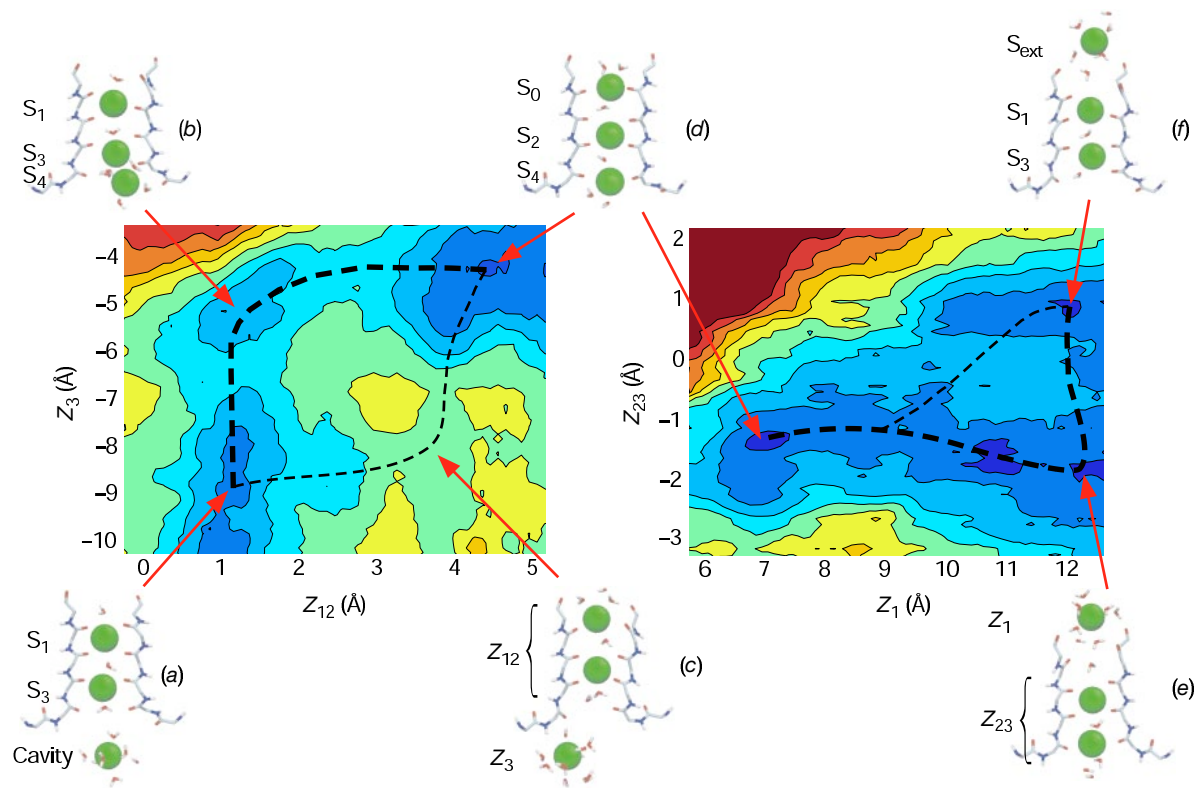 S1
S3
S4
(b)
S0
S2
S4
(d)
Sext
S1
S3
(f)
–4
–5
–6
–7
–8
–9
–10
Z3 (Å)
0 1 2 3 4 5
Z12 (Å)
2
1
0
–1
–2
–3
Z23 (Å)
6 7 8 9 10 11 12
Z1 (Å)
S1
S3
Cavity
(a)
Z12
Z3
(c)
Z1
Z23
(e)